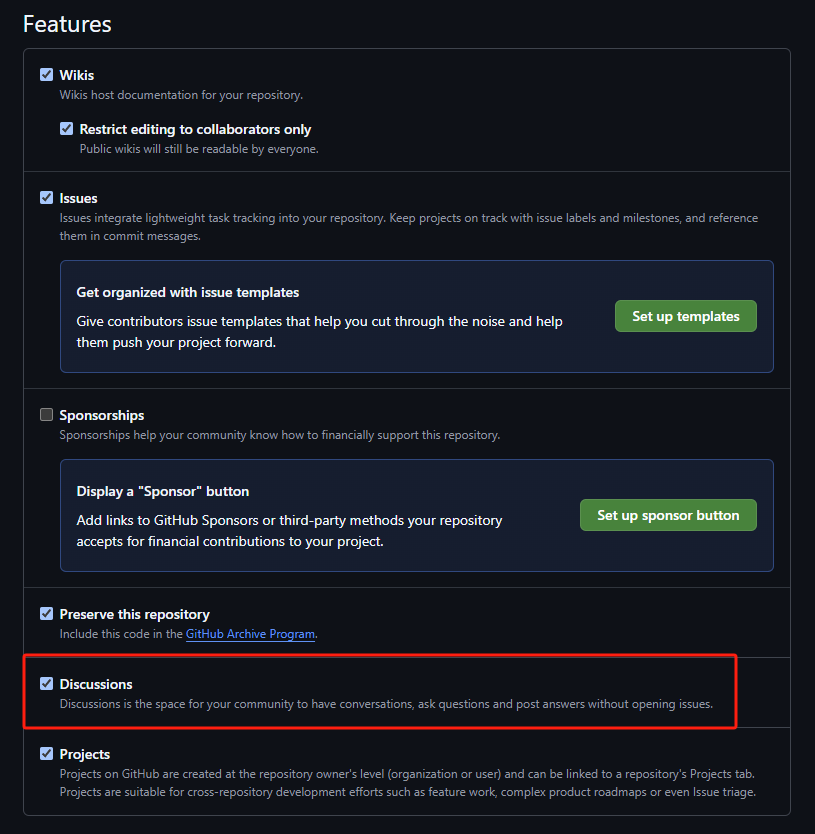 Features
Wikis
Wikis host documentation for your repository.
Restrict editing to collaborators only
Public wikis will still be readable by everyone.
Issues
Issues integrate lightweight task tracking into your repository. Keep projects on track with issue labels and milestones, and reference
them in commit messages.
Get organized with issue templates
Give contributors issue templates that help you cut through the noise and help
them push your project forward.
Set up templates
Sponsorships
Sponsorships help your community know how to financially support this repository.
Display a "Sponsor" button
Add links to GitHub Sponsors or third-party methods your repository
accepts for financial contributions to your project.
Set up sponsor button
Preserve this repository
Include this code in the GitHub Archive Program.
Discussions
Discussions is the space for your community to have conversations, ask questions and post answers without opening issues.
Projects
Projects on GitHub are created at the repository owner's level (organization or user) and can be linked to a repository's Projects tab.
Projects are suitable for cross-repository development efforts such as feature work, complex product roadmaps or even Issue triage.